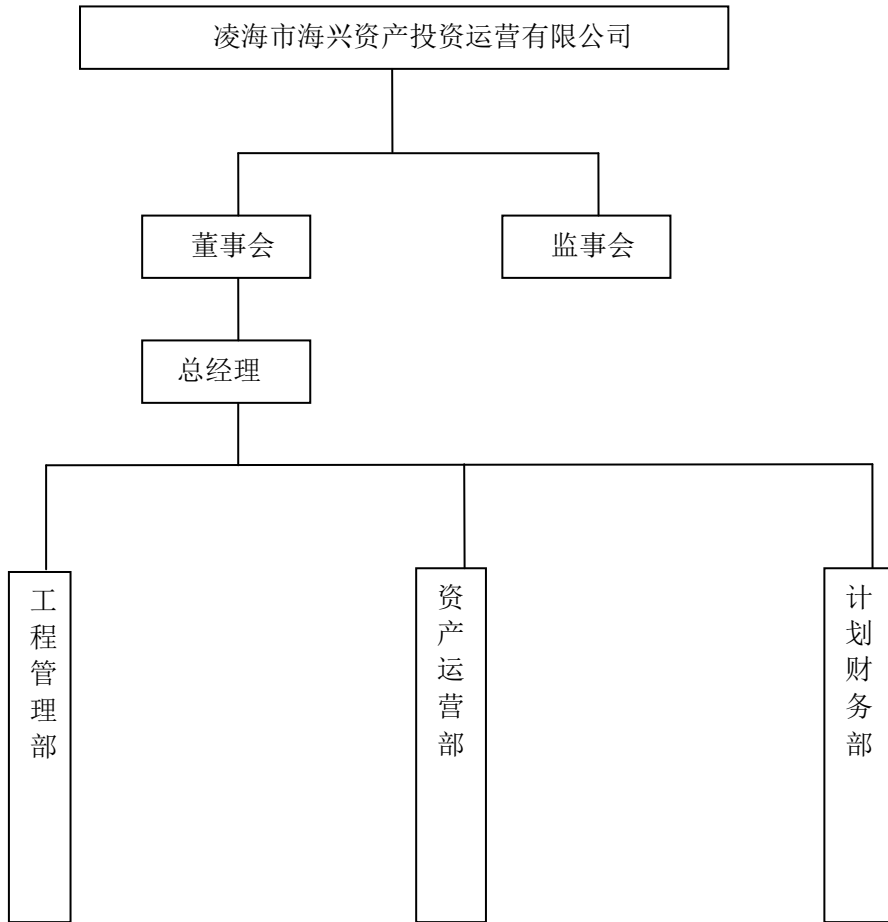 凌海市海兴资产投资运营有限公司
董事会
监事会
总经理
工程管理部
资产运营部
计划财务部